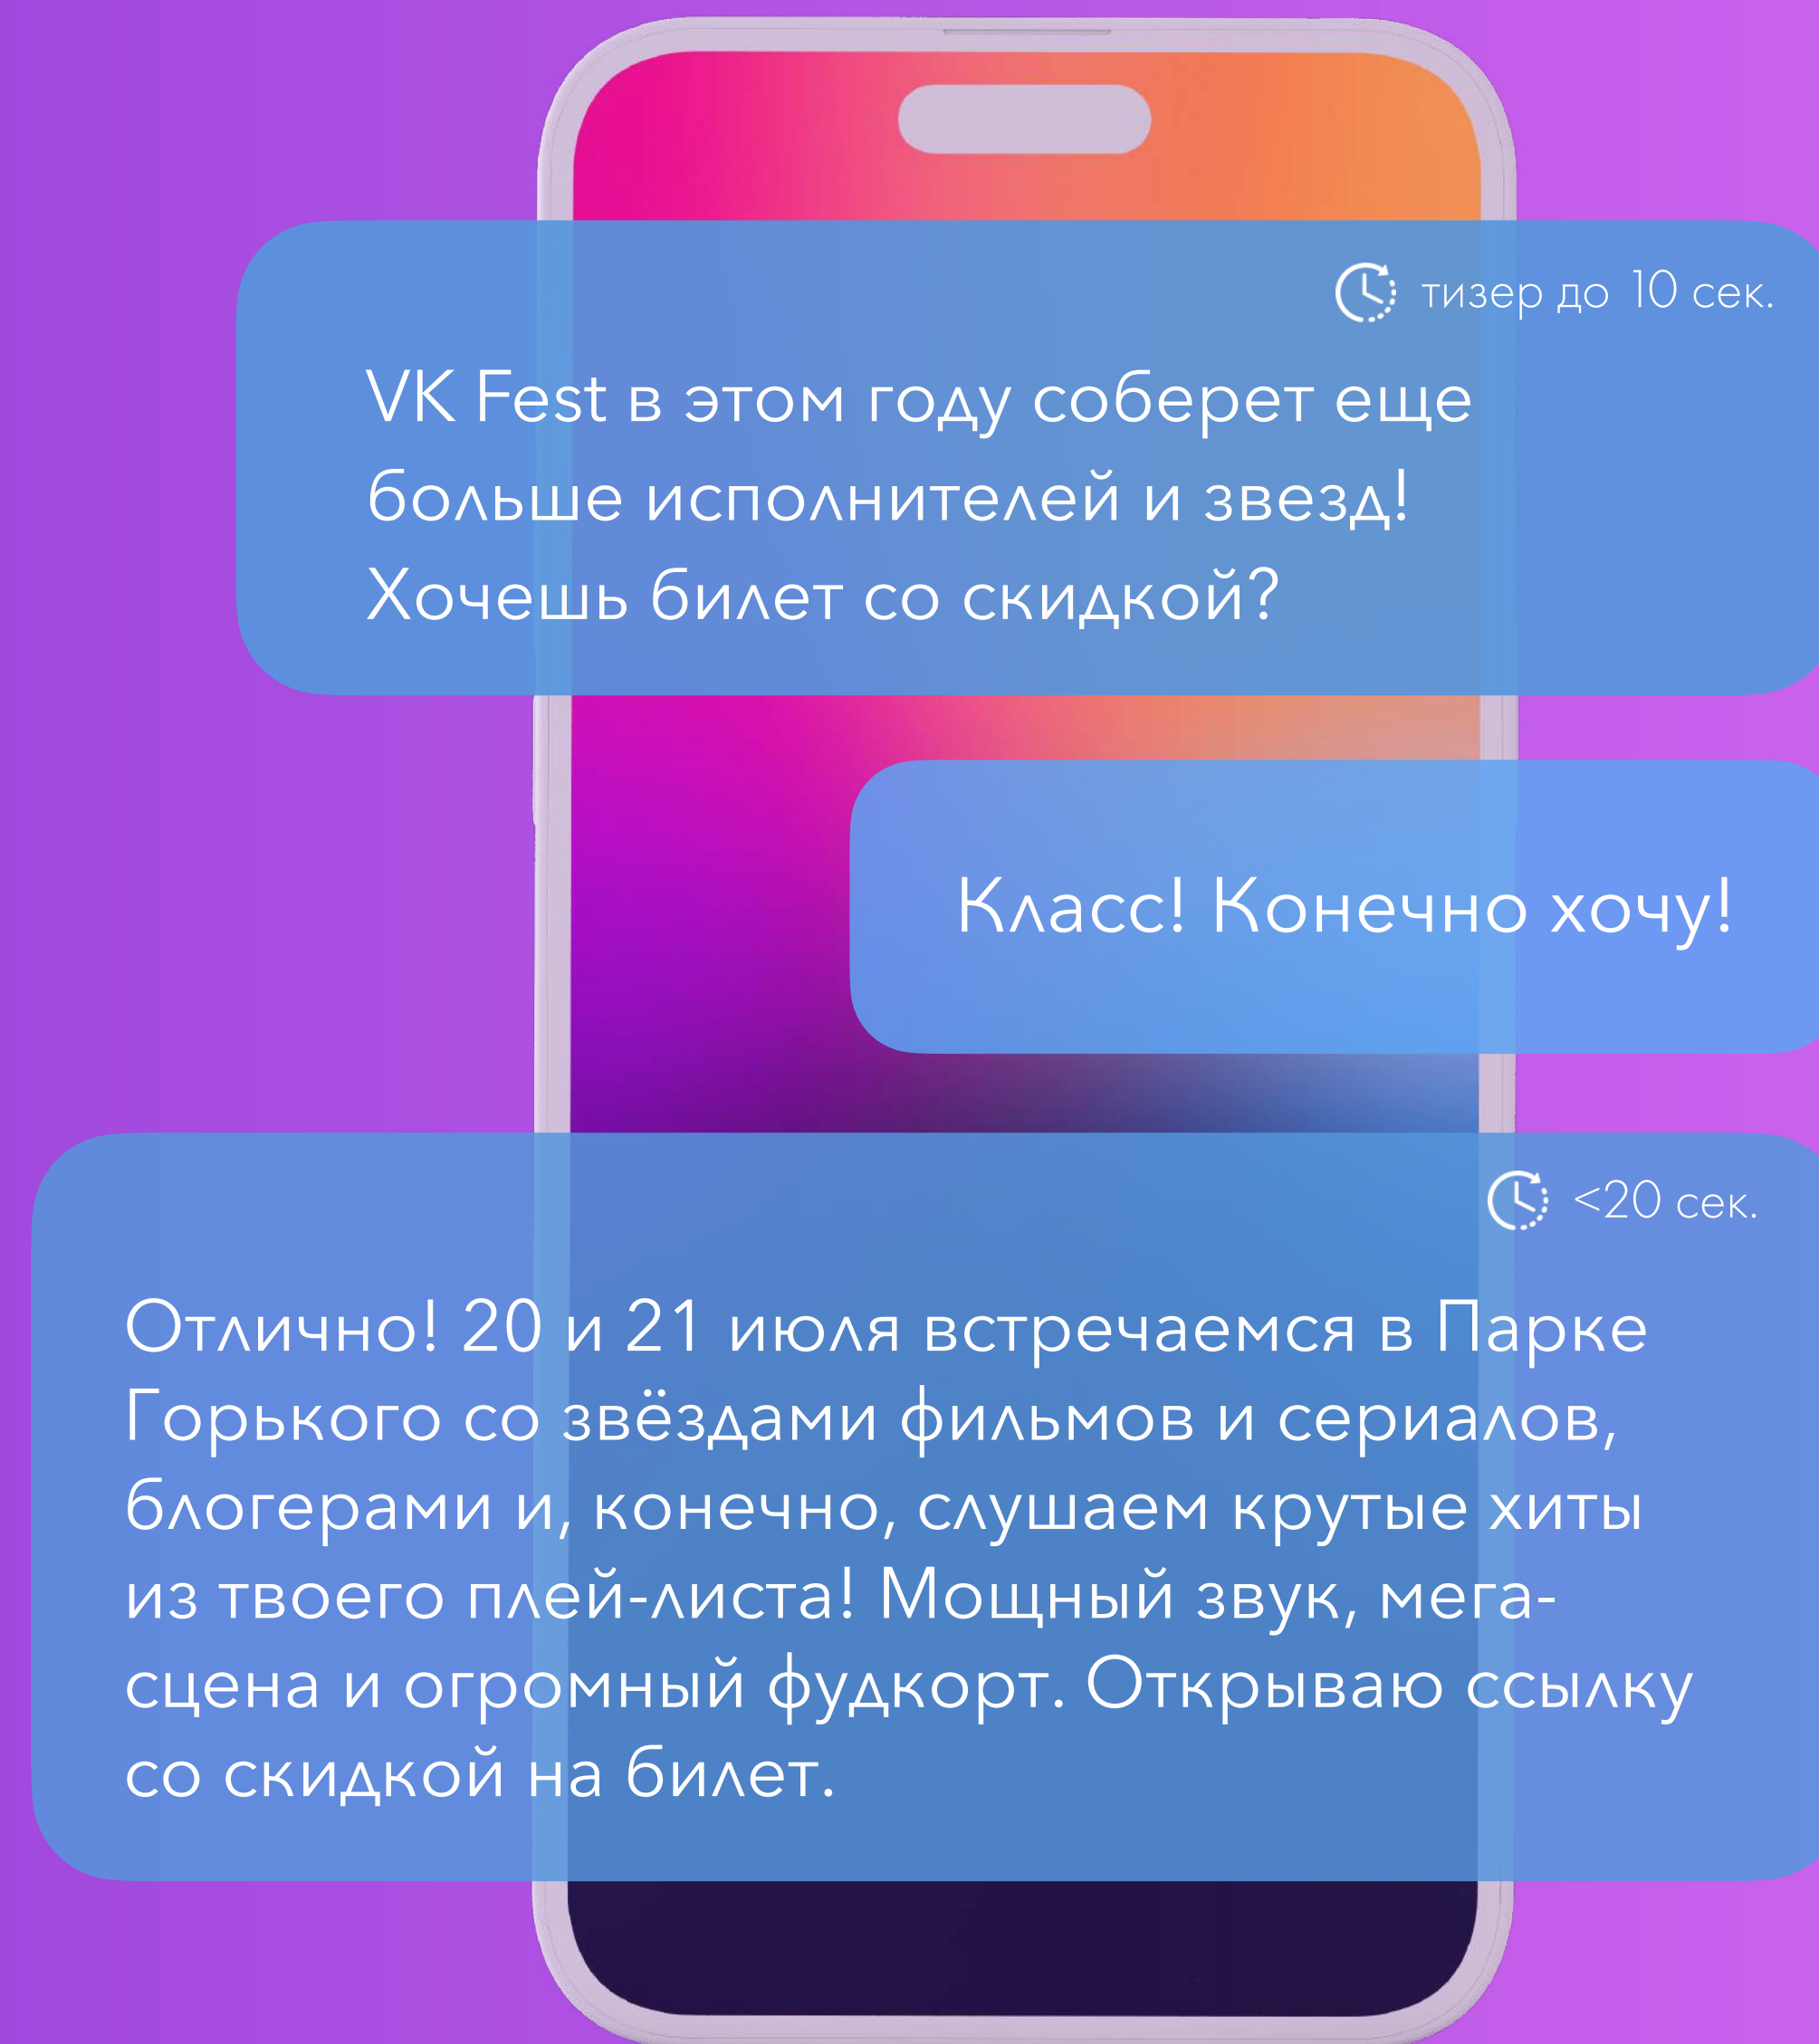 тизер до 10 сек.
VK Fest в этом году соберет еще
больше исполнителей и звезд!
Хочешь билет со скидкой?
Класс! Конечно хочу!
<20 сек.
Отлично! 20 и 21 июля встречаемся в Парке
Горького со звёздами фильмов и сериалов,
блогерами и, конечно, слушаем крутые хиты
из твоего плей-листа! Мощный звук, мега-
сцена и огромный фудкорт. Открываю ссылку
со скидкой на билет.